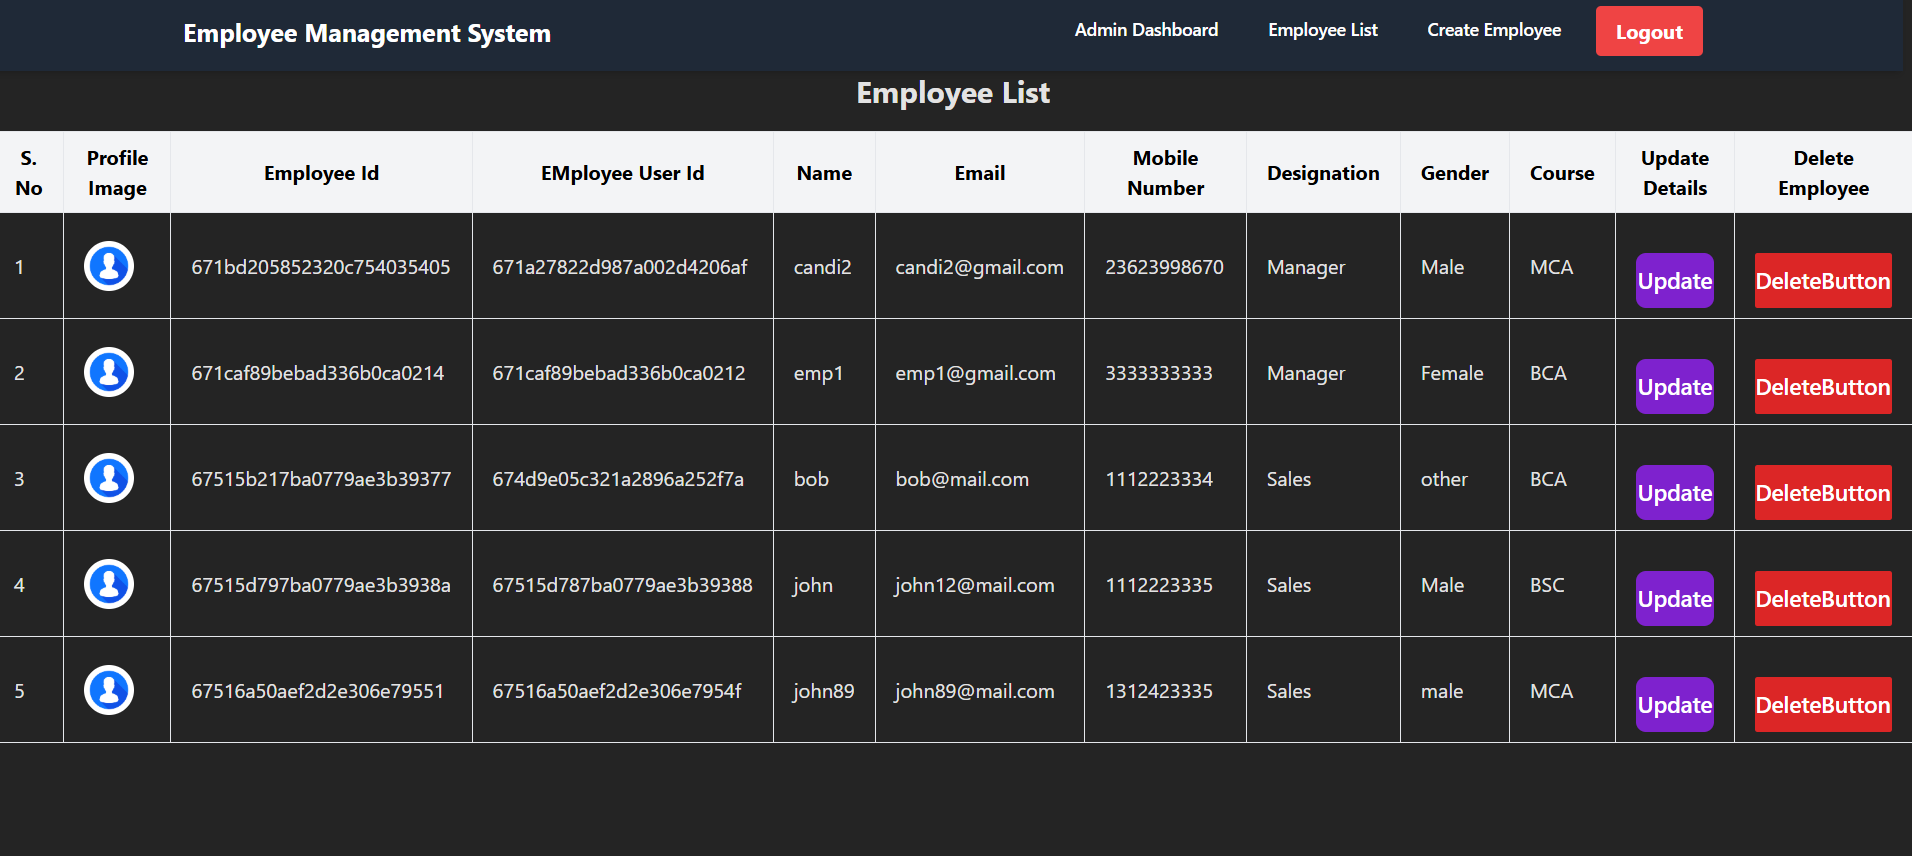 Employee Management System
Admin Dashboard Employee List Create Employee Logout
Employee List
S. No Profile Image Employee Id EMployee User Id Name Email Mobile Number Designation Gender Course Update Details Delete Employee
1 671bd205852320c754035405 671a27822d987a002d4206af candi2 candi2@gmail.com 23623998670 Manager Male MCA Update DeleteButton
2 671caf89bebad336b0ca0214 671caf89bebad336b0ca0212 emp1 emp1@gmail.com 3333333333 Manager Female BCA Update DeleteButton
3 67515b217ba0779ae3b39377 674d9e05c321a2896a252f7a bob bob@mail.com 1112223334 Sales other BCA Update DeleteButton
4 67515d797ba0779ae3b3938a 67515d787ba0779ae3b39388 john john12@mail.com 1112223335 Sales Male BSC Update DeleteButton
5 67516a50aef2d2e306e79551 67516a50aef2d2e306e7954f john89 john89@mail.com 1312423335 Sales male MCA Update DeleteButton